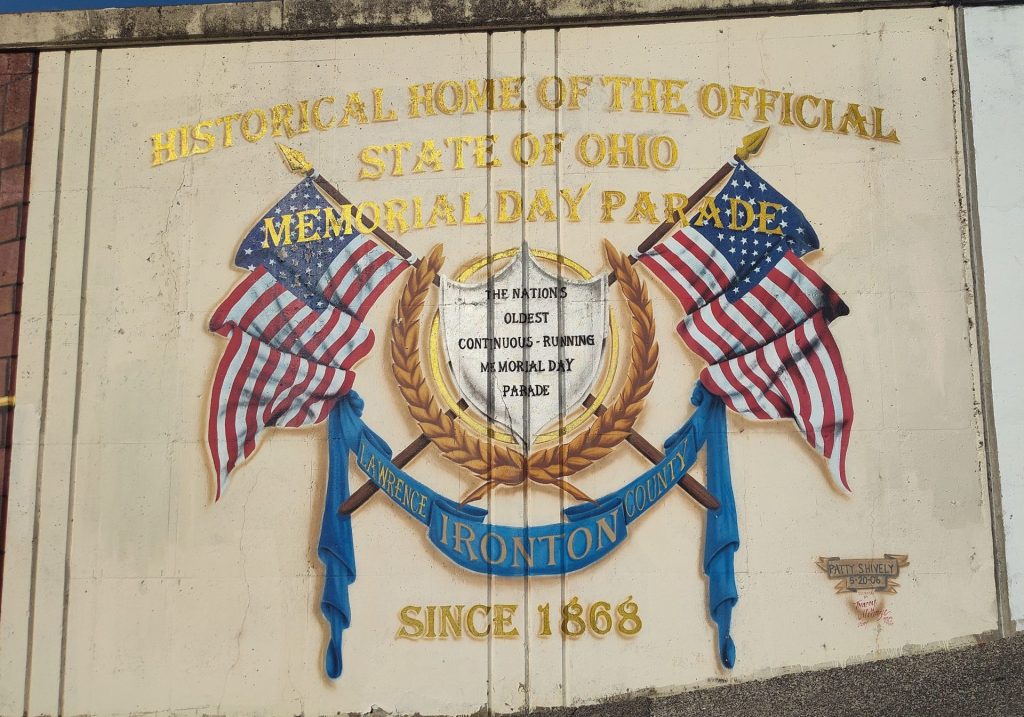 HISTORICAL HOME OF THE OFFICIAL
STATE OF OHIO
MEMORIAL DAY PARADE
THE NATION'S
OLDEST
CONTINUOUS - RUNNING
MEMORIAL DAY
PARADE
LAWRENCE
IRONTON
COUNTY
SINCE 1868
PATTY SHIVELY
5-20-06